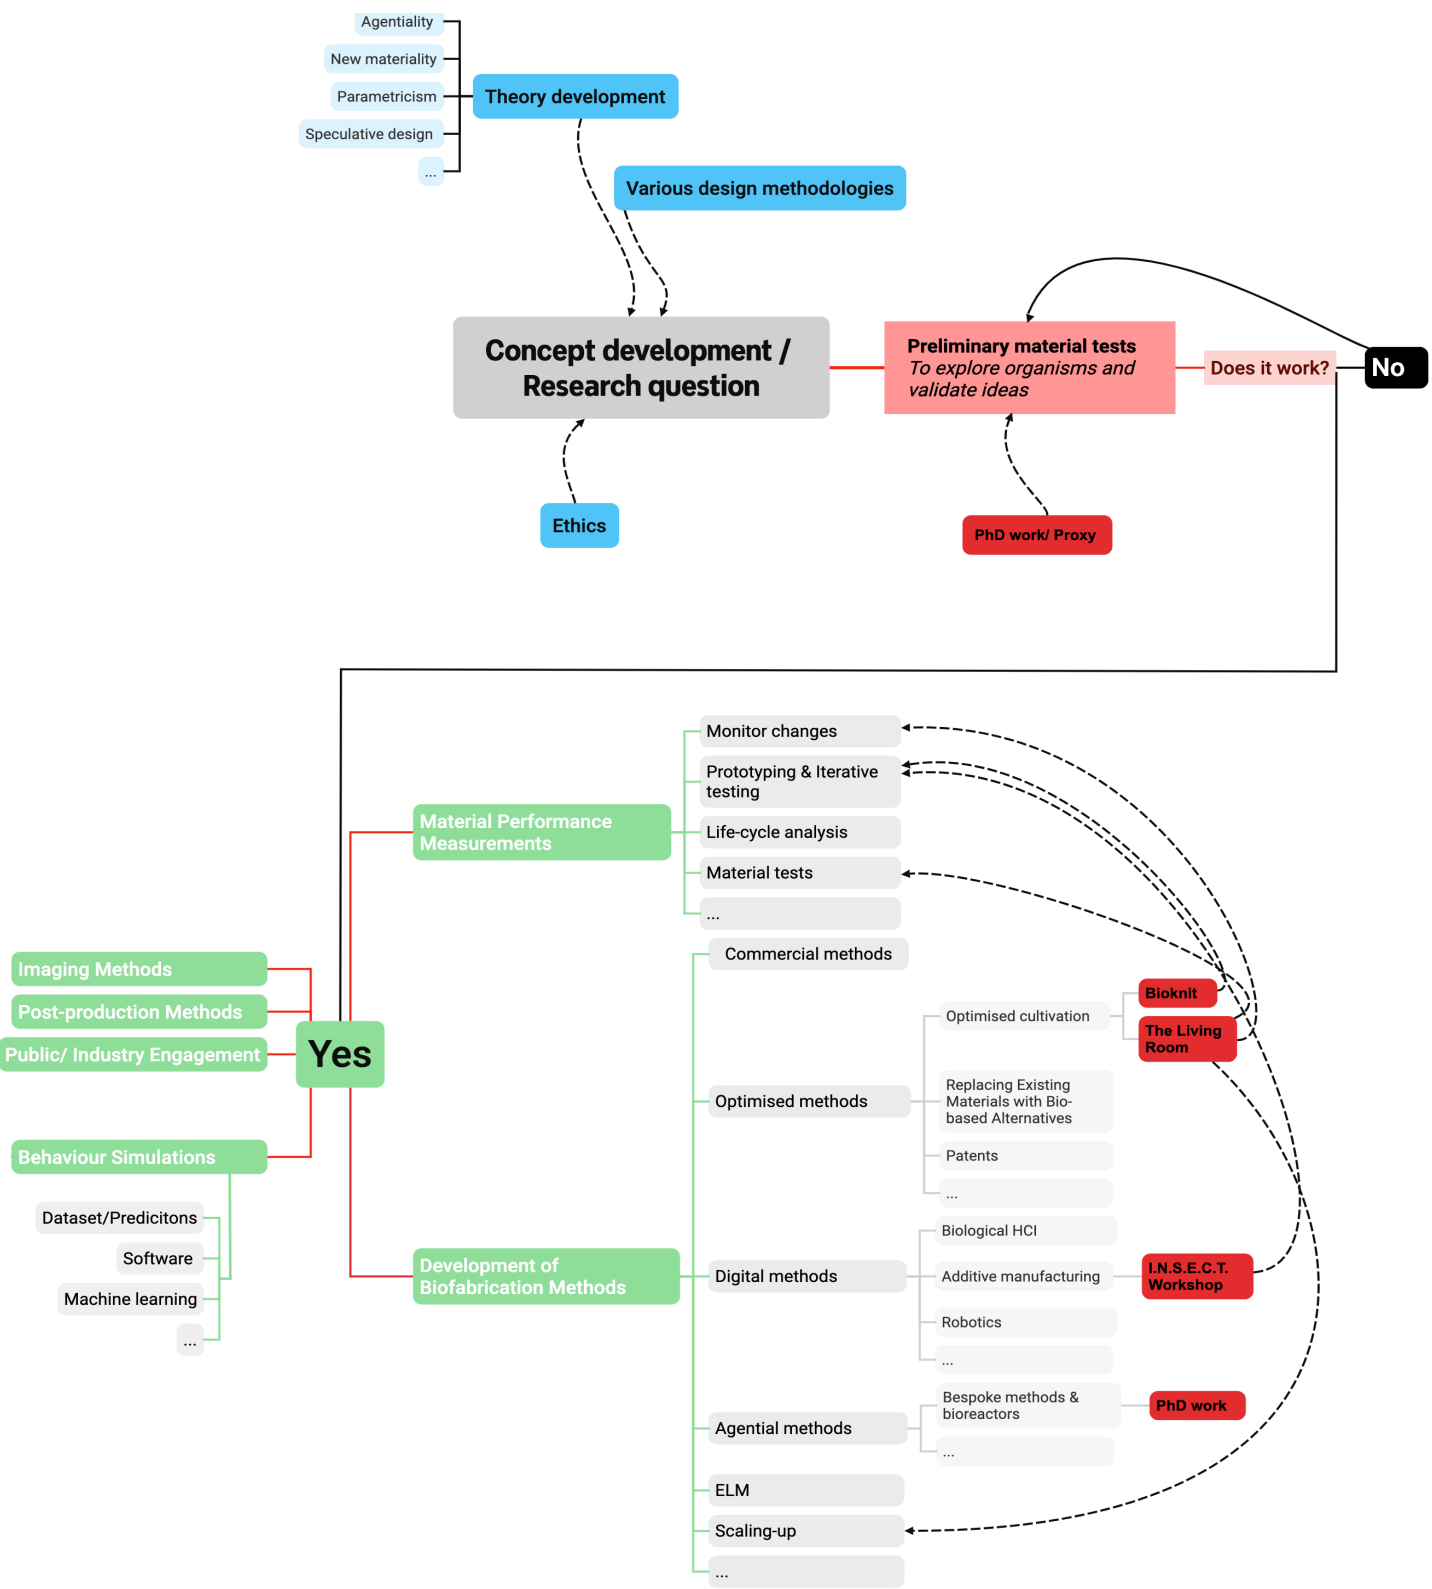 Agentiality
New materiality
Parametricism
Speculative design
...
Theory development
Various design methodologies
Concept development /
Research question
Preliminary material tests
To explore organisms and
validate ideas
Does it work?
No
Ethics
PhD work/ Proxy
Monitor changes
Prototyping & Iterative
testing
Life-cycle analysis
Material tests
...
Material Performance
Measurements
Imaging Methods
Post-production Methods
Public/ Industry Engagement
Yes
Behaviour Simulations
Dataset/Predicitons
Software
Machine learning
...
Development of
Biofabrication Methods
Commercial methods
Optimised methods
Optimised cultivation
Bioknit
The Living
Room
Replacing Existing
Materials with Bio-
based Alternatives
Patents
...
Digital methods
Biological HCI
Additive manufacturing
I.N.S.E.C.T.
Workshop
Robotics
...
Agential methods
Bespoke methods &
bioreactors
PhD work
...
ELM
Scaling-up
...